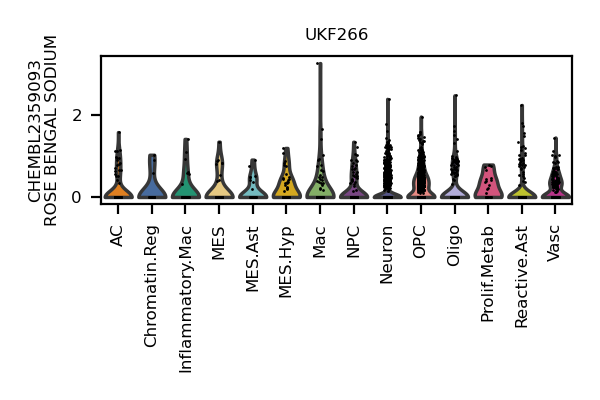 UKF266
CHEMBL2359093
ROSE BENGAL SODIUM
2
0
AC
Chromatin.Reg
Inflammatory.Mac
MES
MES.Ast
MES.Hyp
Mac
NPC
Neuron
OPC
Oligo
Prolif.Metab
Reactive.Ast
Vasc